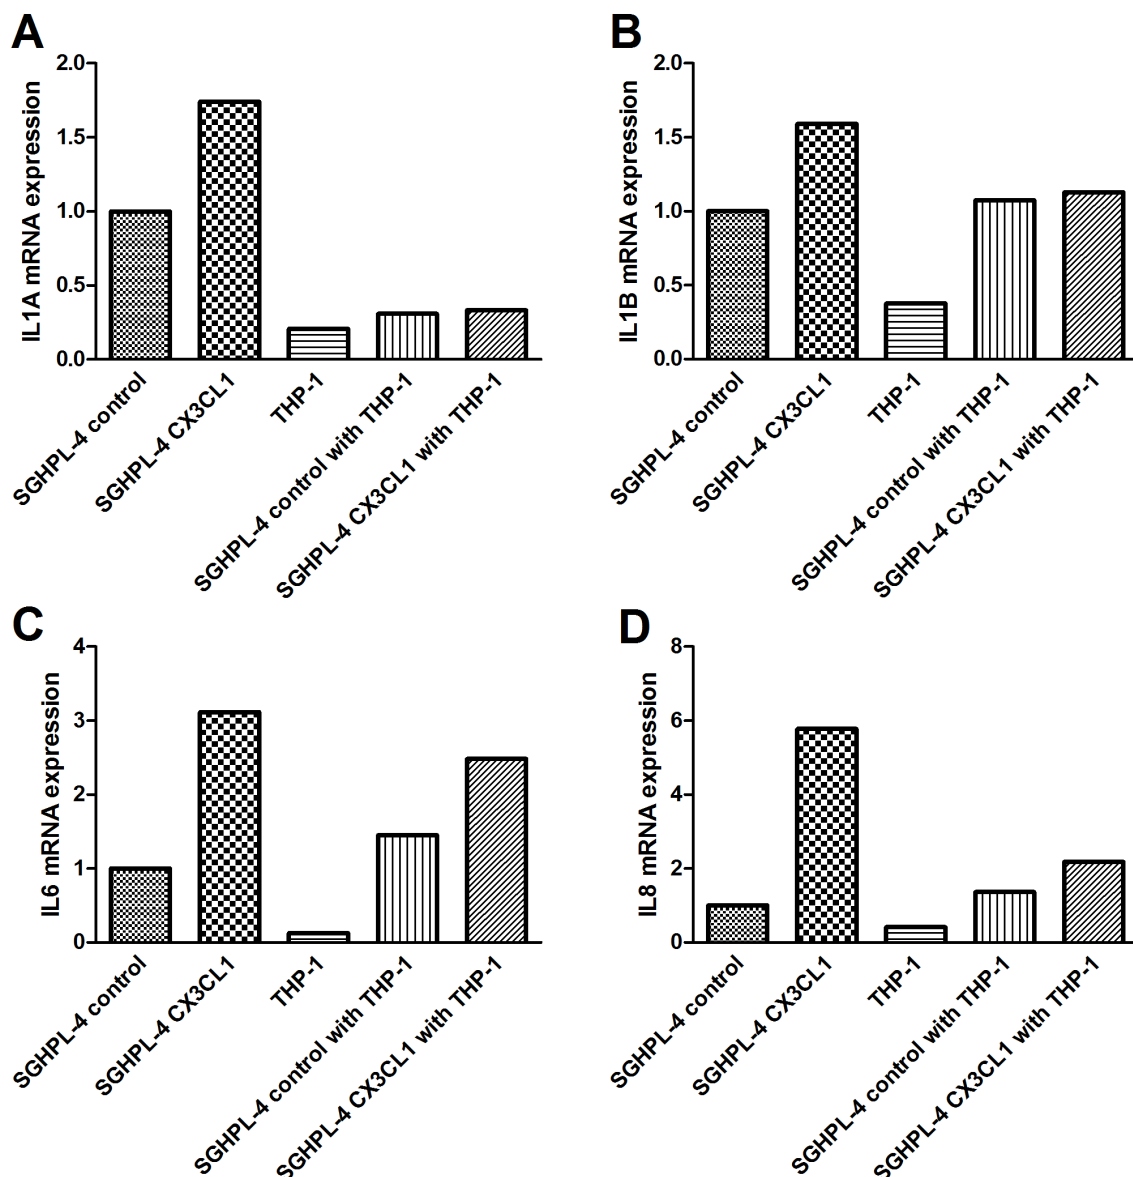 A
IL1A mRNA expression
2.0
1.5
1.0
0.5
0.0
SGHPL-4 control
SGHPL-4 CX3CL1
THP-1
SGHPL-4 control with THP-1
SGHPL-4 CX3CL1 with THP-1
B
IL1B mRNA expression
2.0
1.5
1.0
0.5
0.0
SGHPL-4 control
SGHPL-4 CX3CL1
THP-1
SGHPL-4 control with THP-1
SGHPL-4 CX3CL1 with THP-1
C
IL6 mRNA expression
4
3
2
1
0
SGHPL-4 control
SGHPL-4 CX3CL1
THP-1
SGHPL-4 control with THP-1
SGHPL-4 CX3CL1 with THP-1
D
IL8 mRNA expression
8
6
4
2
0
SGHPL-4 control
SGHPL-4 CX3CL1
THP-1
SGHPL-4 control with THP-1
SGHPL-4 CX3CL1 with THP-1